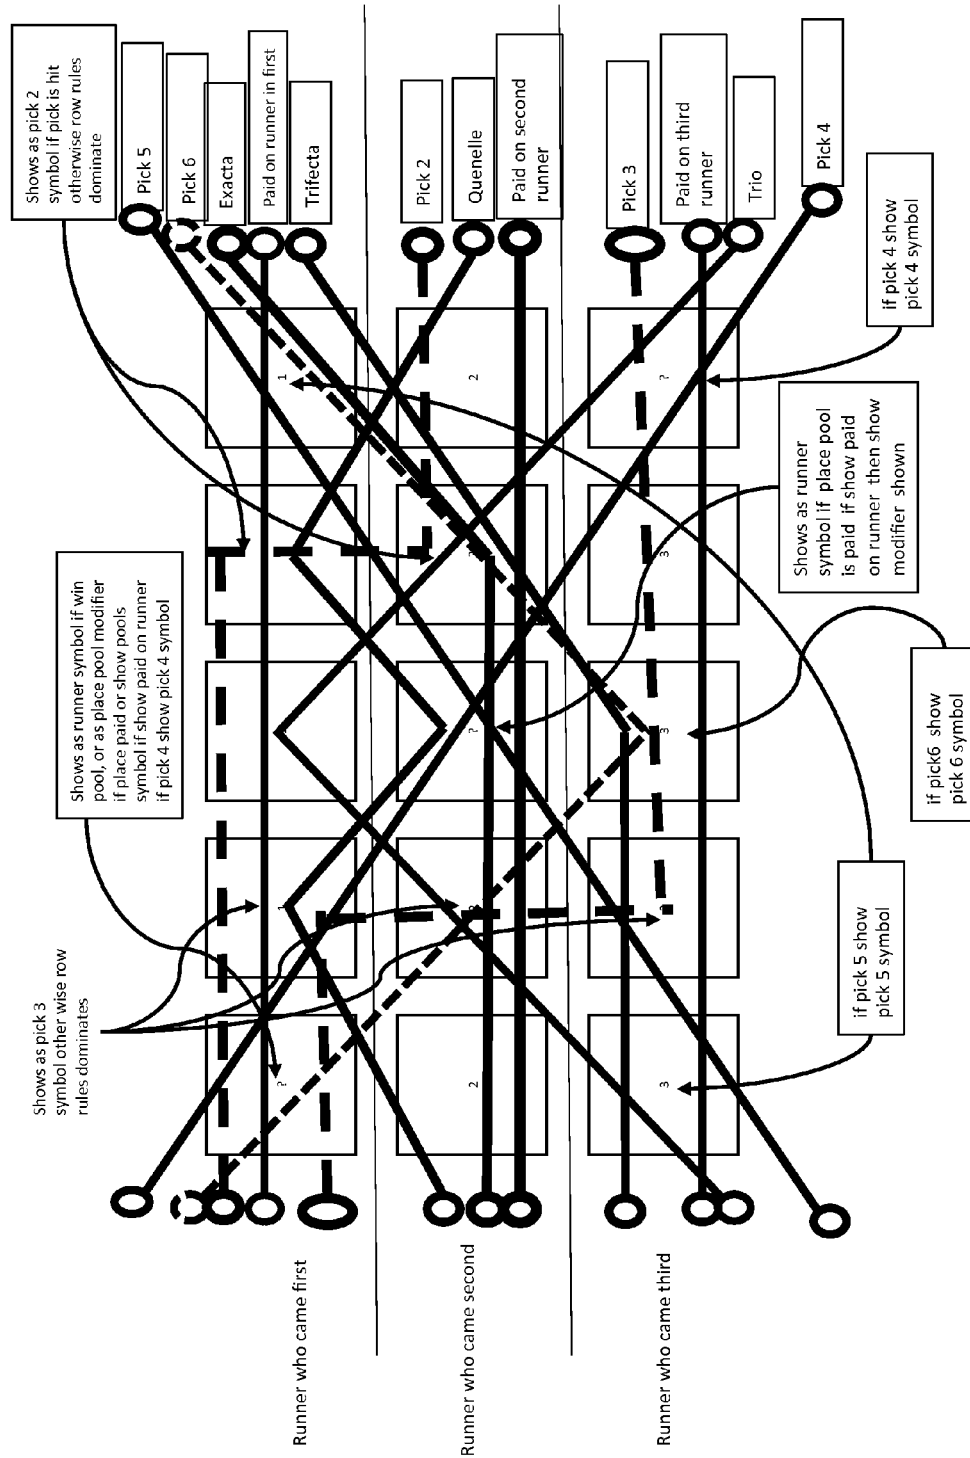 Shows as pick 2
symbol if pick is hit
otherwise row rules
dominate
Shows as runner symbol if win
pool, or as place pool modifier
if place paid or show pools
symbol if show paid on runner
if pick 4 show pick 4 symbol
Shows as pick 3
symbol other wise row
rules dominates
Pick 5
Pick 6
Exacta
Paid on runner in first
Trifecta
Runner who came first
?
1
1
Pick 2
Quenelle
Paid on second
runner
Runner who came second
2
?
2
Pick 3
Paid on third
runner
Trio
Pick 4
Runner who came third
3
3
3
?
if pick 4 show
pick 4 symbol
Shows as runner
symbol if place pool
is paid if show paid
on runner then show
modifier shown
if pick 5 show
pick 5 symbol
if pick6 show
pick 6 symbol